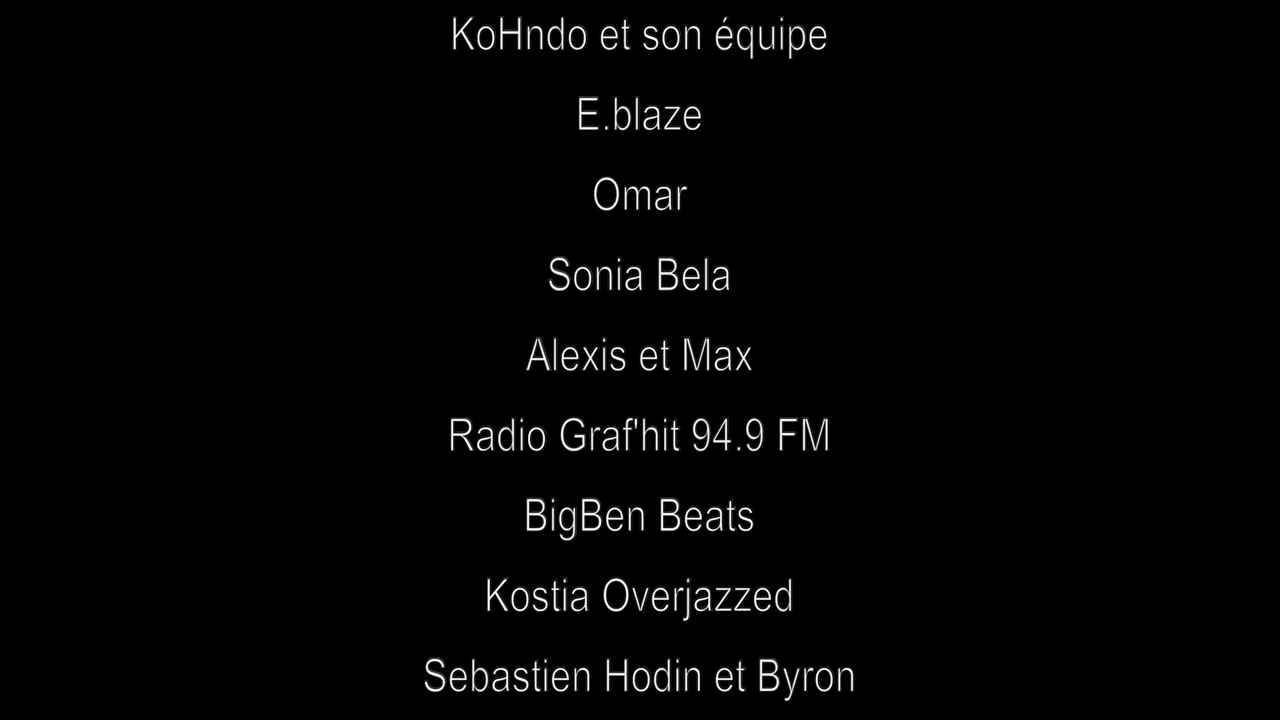 KoHndo et son équipe
E.blaze
Omar
Sonia Bela
Alexis et Max
Radio Graf'hit 94.9 FM
BigBen Beats
Kostia Overjazzed
Sebastien Hodin et Byron